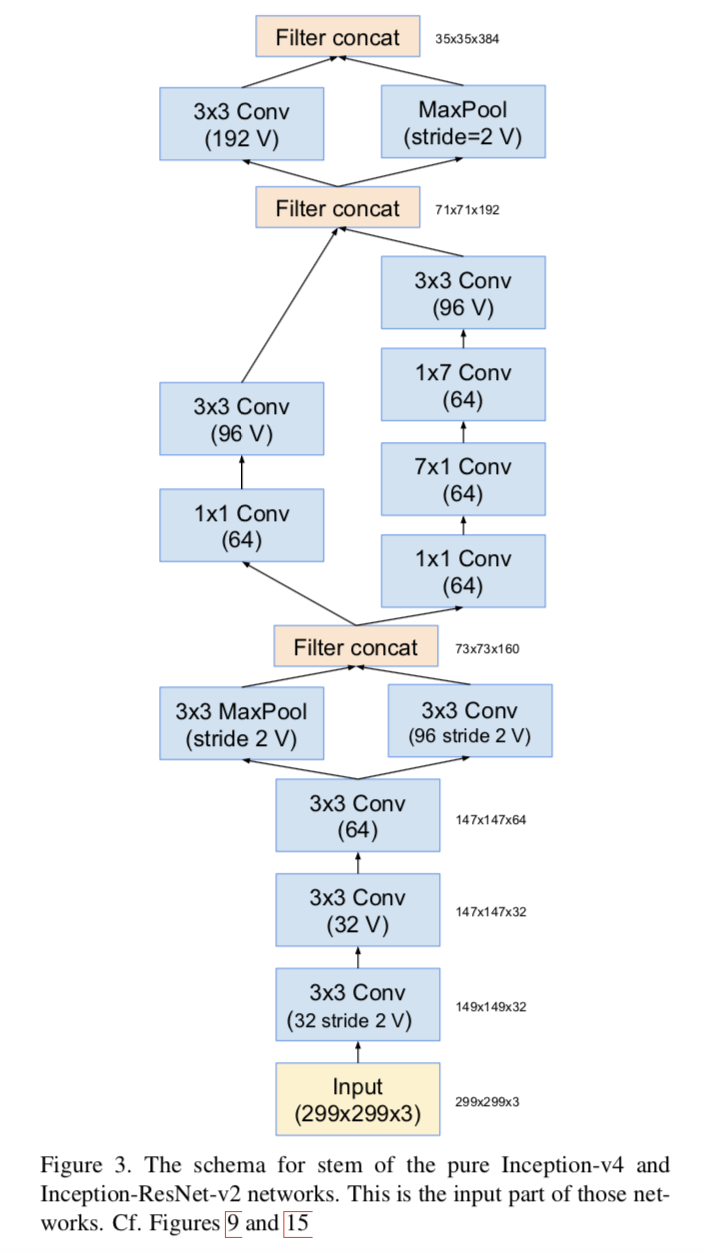 Filter concat
35x35x384
3x3 Conv
(192 V)
MaxPool
(stride=2 V)
Filter concat
71x71x192
3x3 Conv
(96 V)
1x7 Conv
(64)
3x3 Conv
(96 V)
7x1 Conv
(64)
1x1 Conv
(64)
1x1 Conv
(64)
Filter concat
73x73x160
3x3 MaxPool
(stride 2 V)
3x3 Conv
(96 stride 2 V)
3x3 Conv
(64)
147x147x64
3x3 Conv
(32 V)
147x147x32
3x3 Conv
(32 stride 2 V)
149x149x32
Input
(299x299x3)
299x299x3
Figure 3. The schema for stem of the pure Inception-v4 and
Inception-ResNet-v2 networks. This is the input part of those net-
works. Cf. Figures 9 and 15